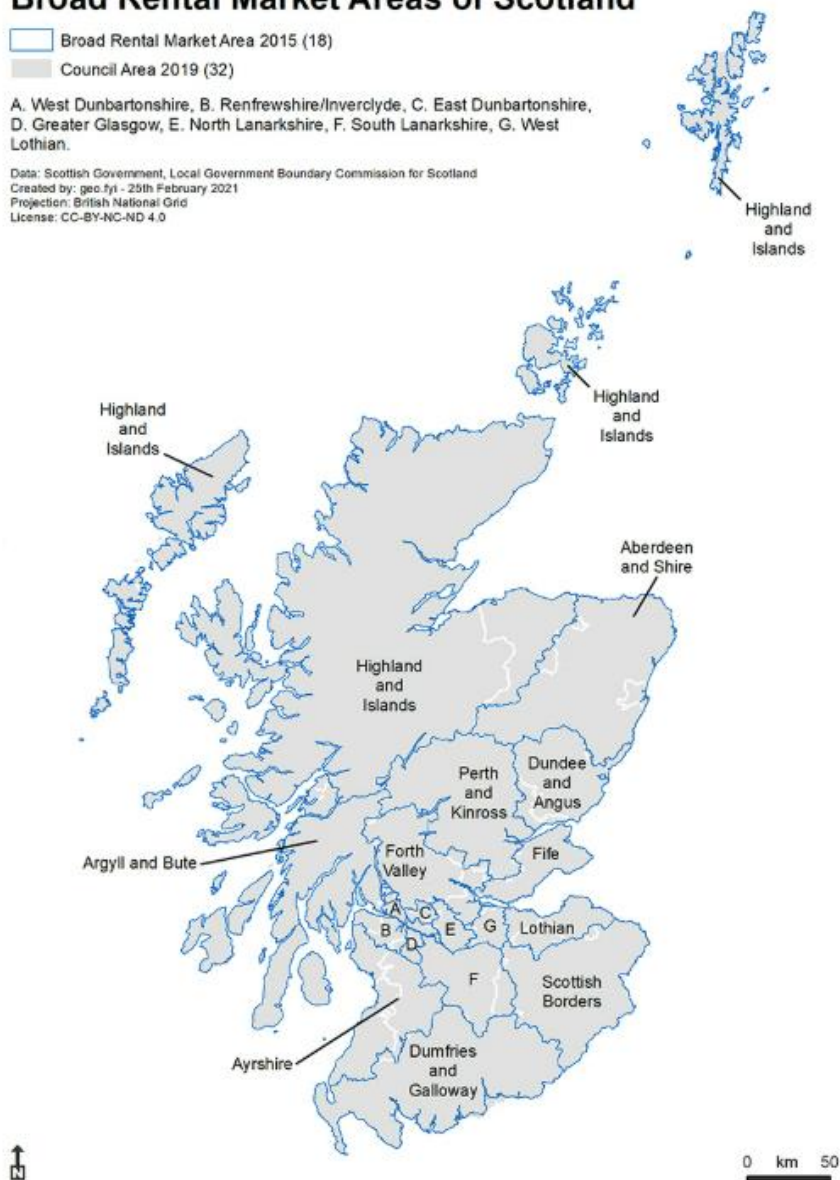 Broad Rental Market Areas of Scotland
Broad Rental Market Area 2015 (18)
Council Area 2019 (32)
A. West Dunbartonshire, B. Renfrewshire/Inverclyde, C. East Dunbartonshire,
D. Greater Glasgow, E. North Lanarkshire, F. South Lanarkshire, G. West
Lothian.
Data: Scottish Government, Local Government Boundary Commission for Scotland
Created by: geo.fyi - 25th February 2021
Projection: British National Grid
License: CC-BY-NC-ND 4.0
Highland
and
Islands
Highland
and
Islands
Highland
and
Islands
Aberdeen
and Shire
Highland
and
Islands
Dundee
and
Angus
Perth
and
Kinross
Fife
Forth
Valley
Argyll and Bute
A
C
B
D
E
G
Lothian
F
Scottish
Borders
Ayrshire
Dumfries
and
Galloway
N
0 km 50